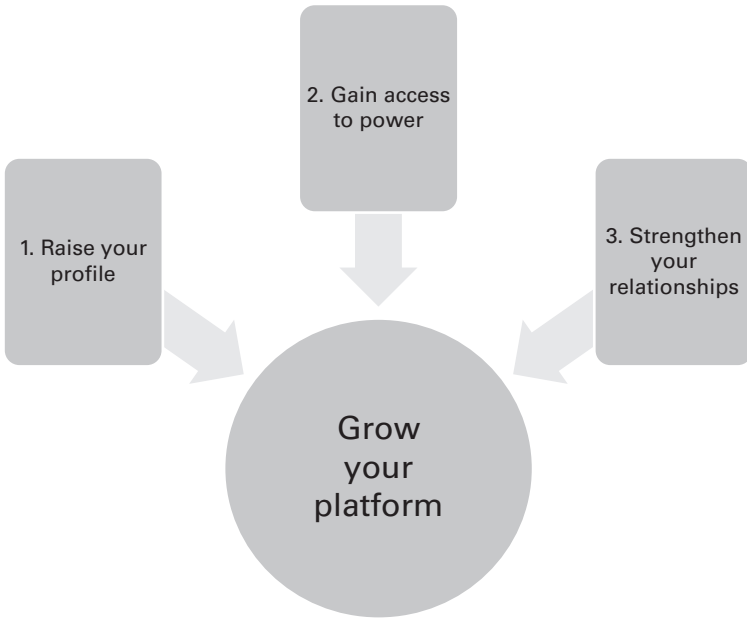 1. Raise your
profile
2. Gain access
to power
3. Strengthen
your
relationships
Grow
your
platform